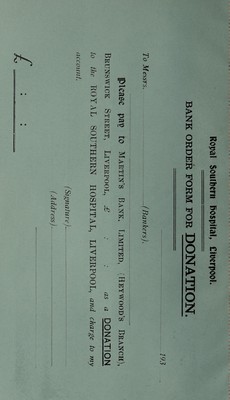 Royal Southern Hospital, Liverpool.
BANK ORDER FORM FOR DONATION.
193
To Messrs.
(Bankers).
Please pay to MARTIN'S BANK, LIMITED, (HEYWOOD'S BRANCH),
BRUNSWICK STREET, LIVERPOOL, £ : : as a DONATION
to the ROYAL SOUTHERN HOSPITAL, LIVERPOOL, and charge to my
account.
(Signature)
(Address)
£ : :